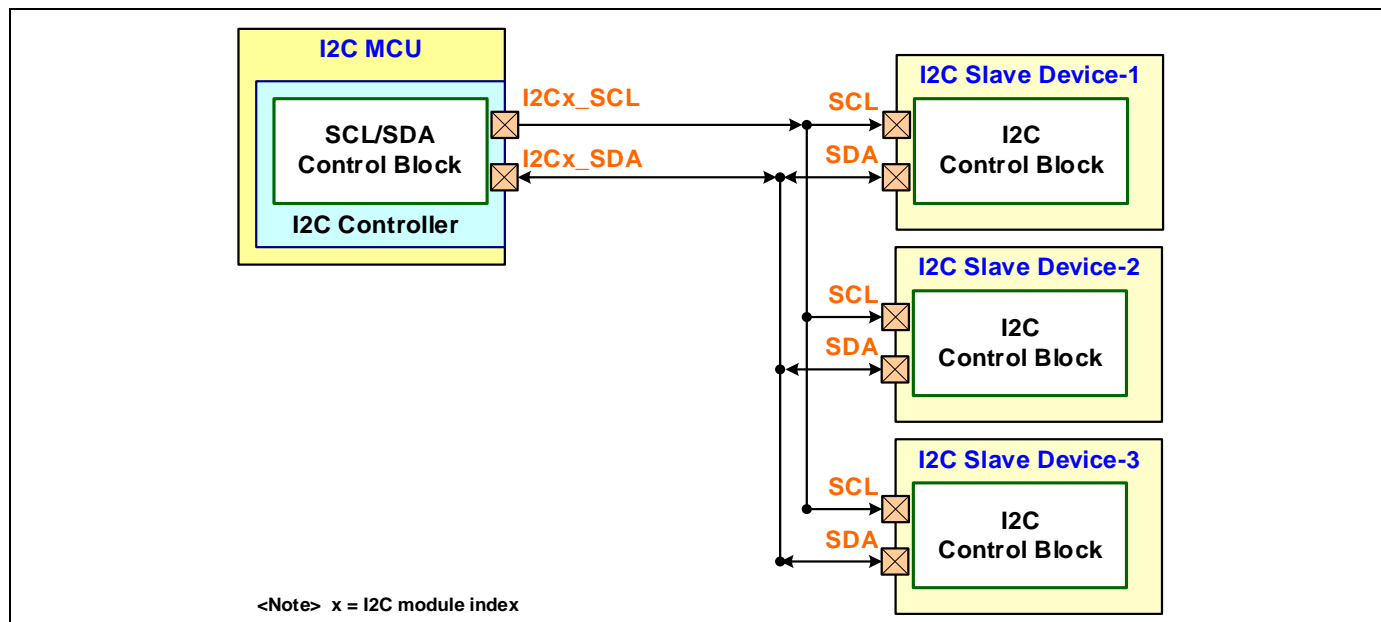 I2C MCU
SCL/SDA
Control Block
I2C Controller
I2Cx_SCL
I2Cx_SDA
I2C Slave Device-1
SCL
SDA
I2C
Control Block
I2C Slave Device-2
SCL
SDA
I2C
Control Block
I2C Slave Device-3
SCL
SDA
I2C
Control Block
<Note> x = I2C module index